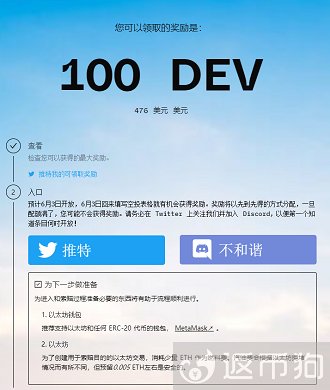 您可以领取的奖励是:
100 DEV
476 美元 美元
查看
检查您可以获得的最大奖励。
推特我的可领取奖励
2 入口
预计6月3日开放，6月3日回来填写空投表格就有机会获得奖励。奖励将以先到先得的方式分配，一旦
配额满了，您可能不会获得奖励。请务必在 Twitter 上关注我们并加入 Discord，以便第一个知
道条目何时开放!
推特
不和谐
为下一步做准备
为进入和索赔过程准备必要的东西将有助于流程顺利进行。
1. 以太坊钱包
推荐支持以太坊和任何 ERC-20 代币的钱包，MetaMask↗ 。
2. 以太坊
为了创建用于索赔目的的以太坊交易，消耗少量 ETH 作为燃料费。
情况而有所不同，但预留0.005 ETH左右是安全的。
返币狗